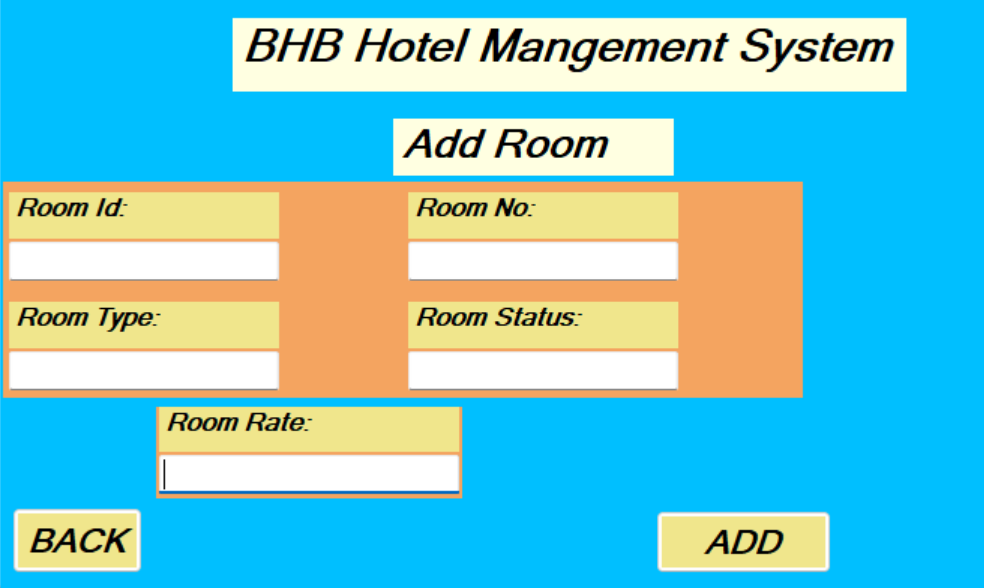 BHB Hotel Mangement System
Add Room
Room Id:
Room No:
Room Type:
Room Status:
Room Rate:
BACK
ADD